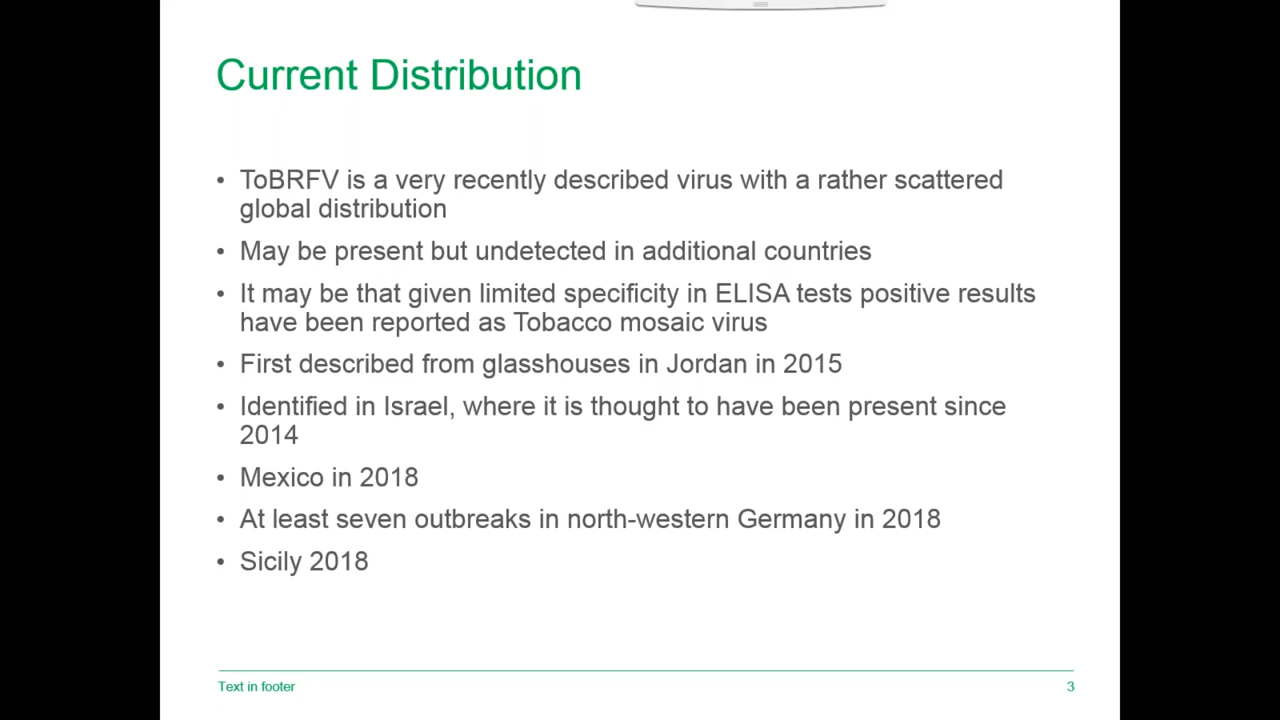 Current Distribution
• ToBRFV is a very recently described virus with a rather scattered
global distribution
• May be present but undetected in additional countries
• It may be that given limited specificity in ELISA tests positive results
have been reported as Tobacco mosaic virus
• First described from glasshouses in Jordan in 2015
• Identified in Israel, where it is thought to have been present since
2014
• Mexico in 2018
• At least seven outbreaks in north-western Germany in 2018
• Sicily 2018
Text in footer
3